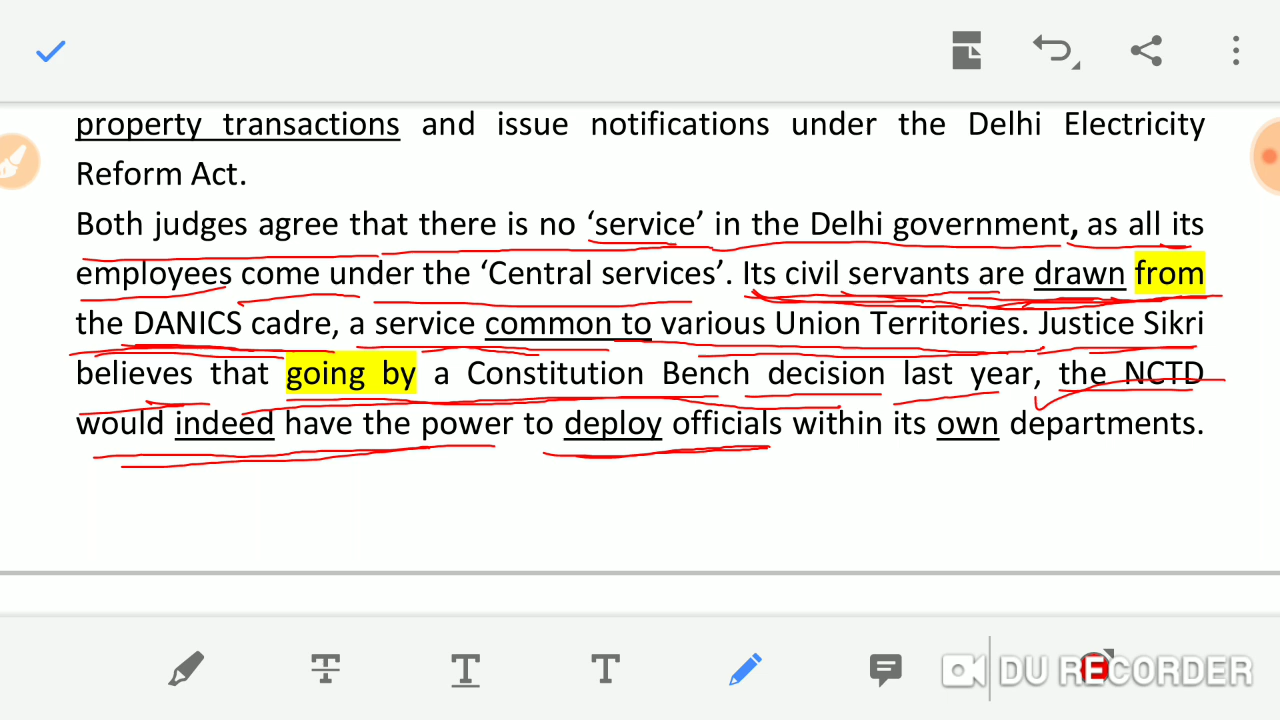 property transactions and issue notifications under the Delhi Electricity
Reform Act.
Both judges agree that there is no ‘service’ in the Delhi government, as all its
employees come under the ‘Central services’. Its civil servants are drawn from
the DANICS cadre, a service common to various Union Territories. Justice Sikri
believes that going by a Constitution Bench decision last year, the NCTD
would indeed have the power to deploy officials within its own departments.
T T T DU RECORDER